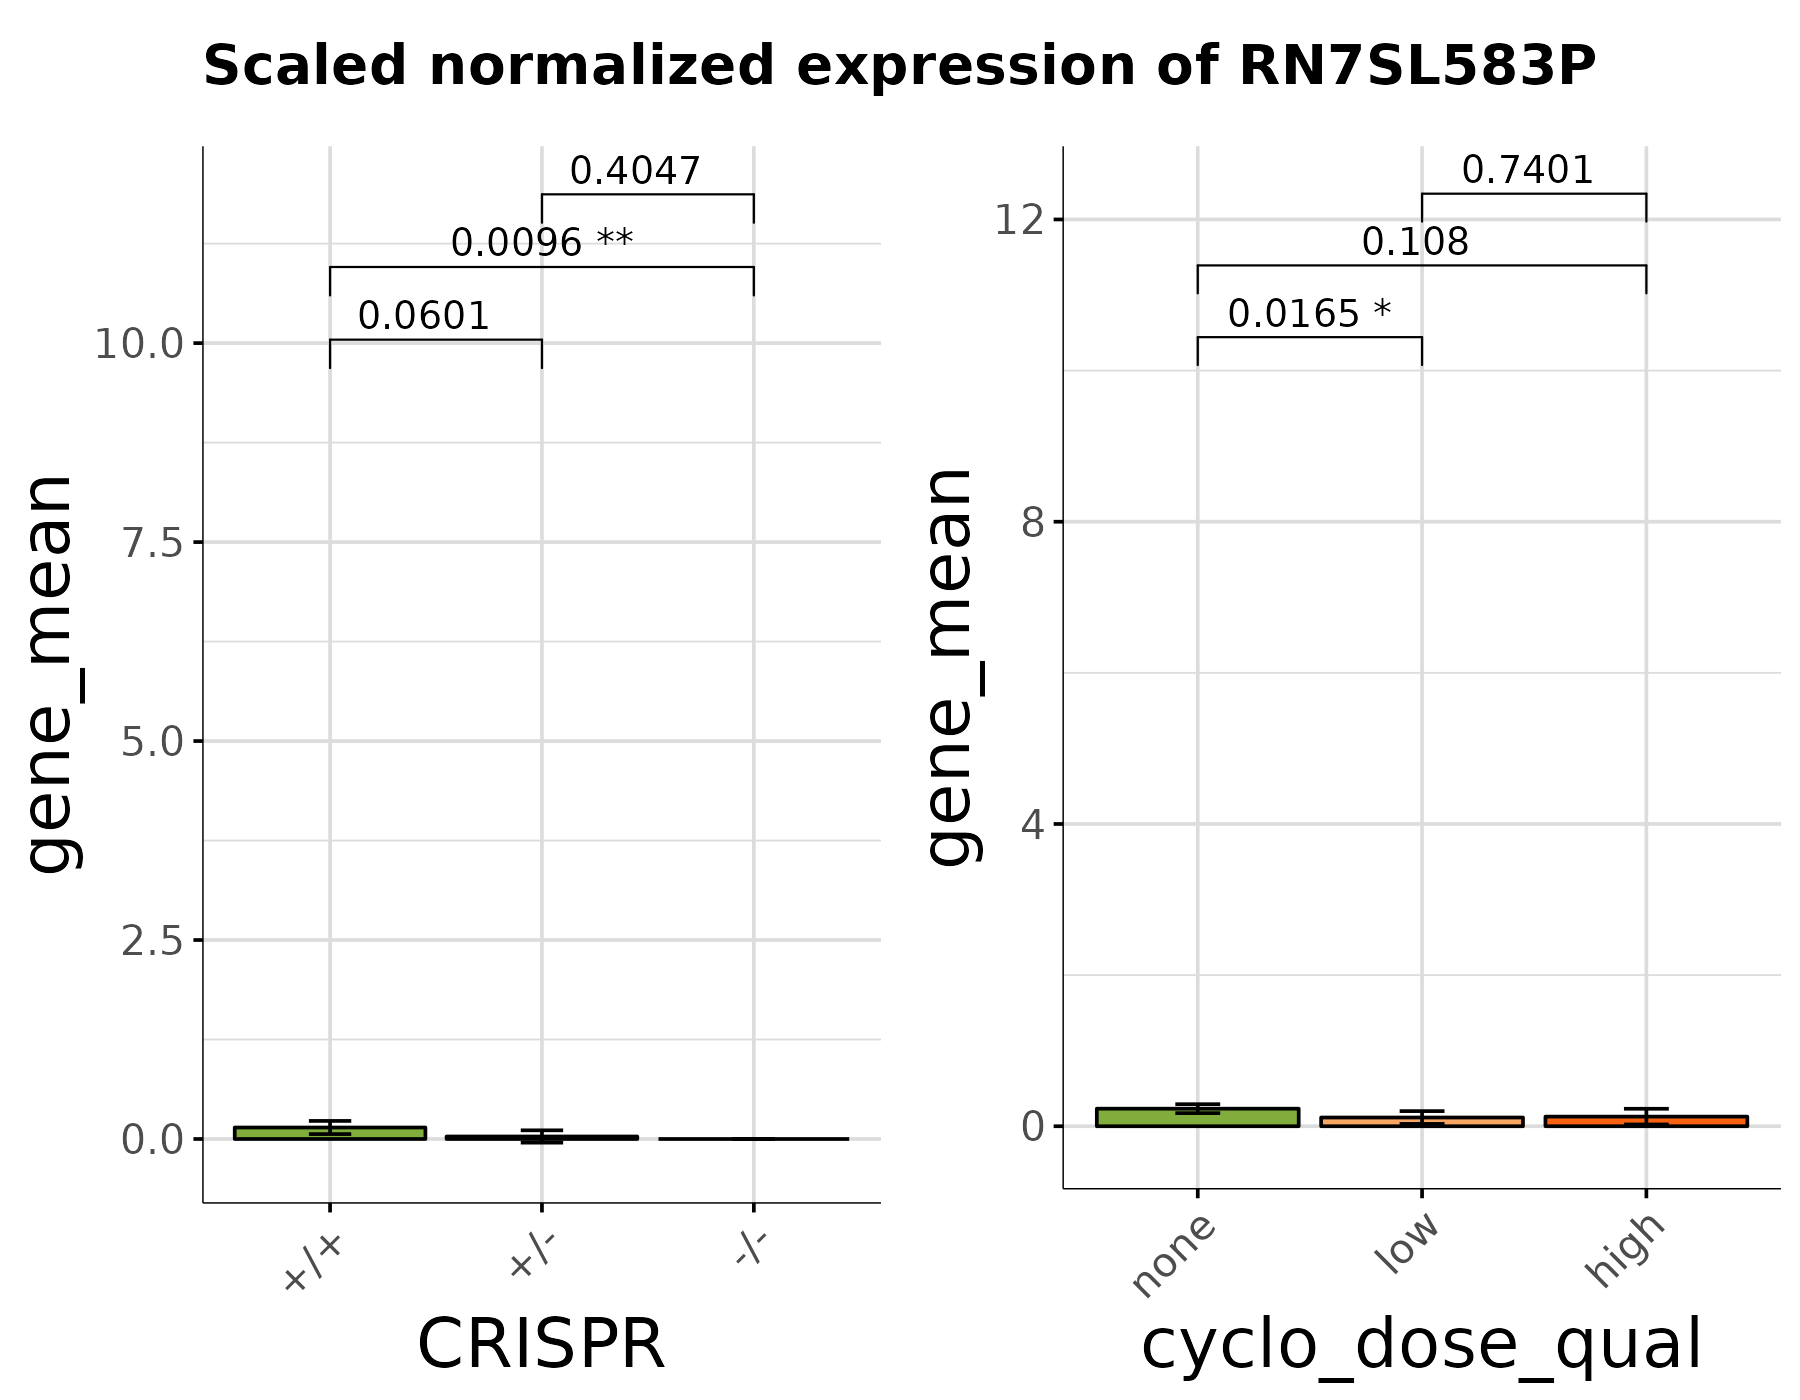 Scaled normalized expression of RN7SL583P
gene_mean
10.0
7.5
5.0
2.5
0.0
0.4047
0.0096 **
0.0601
+/+
+/-
-/-
CRISPR
gene_mean
12
8
4
0
0.7401
0.108
0.0165 *
none
low
high
cyclo_dose_qual